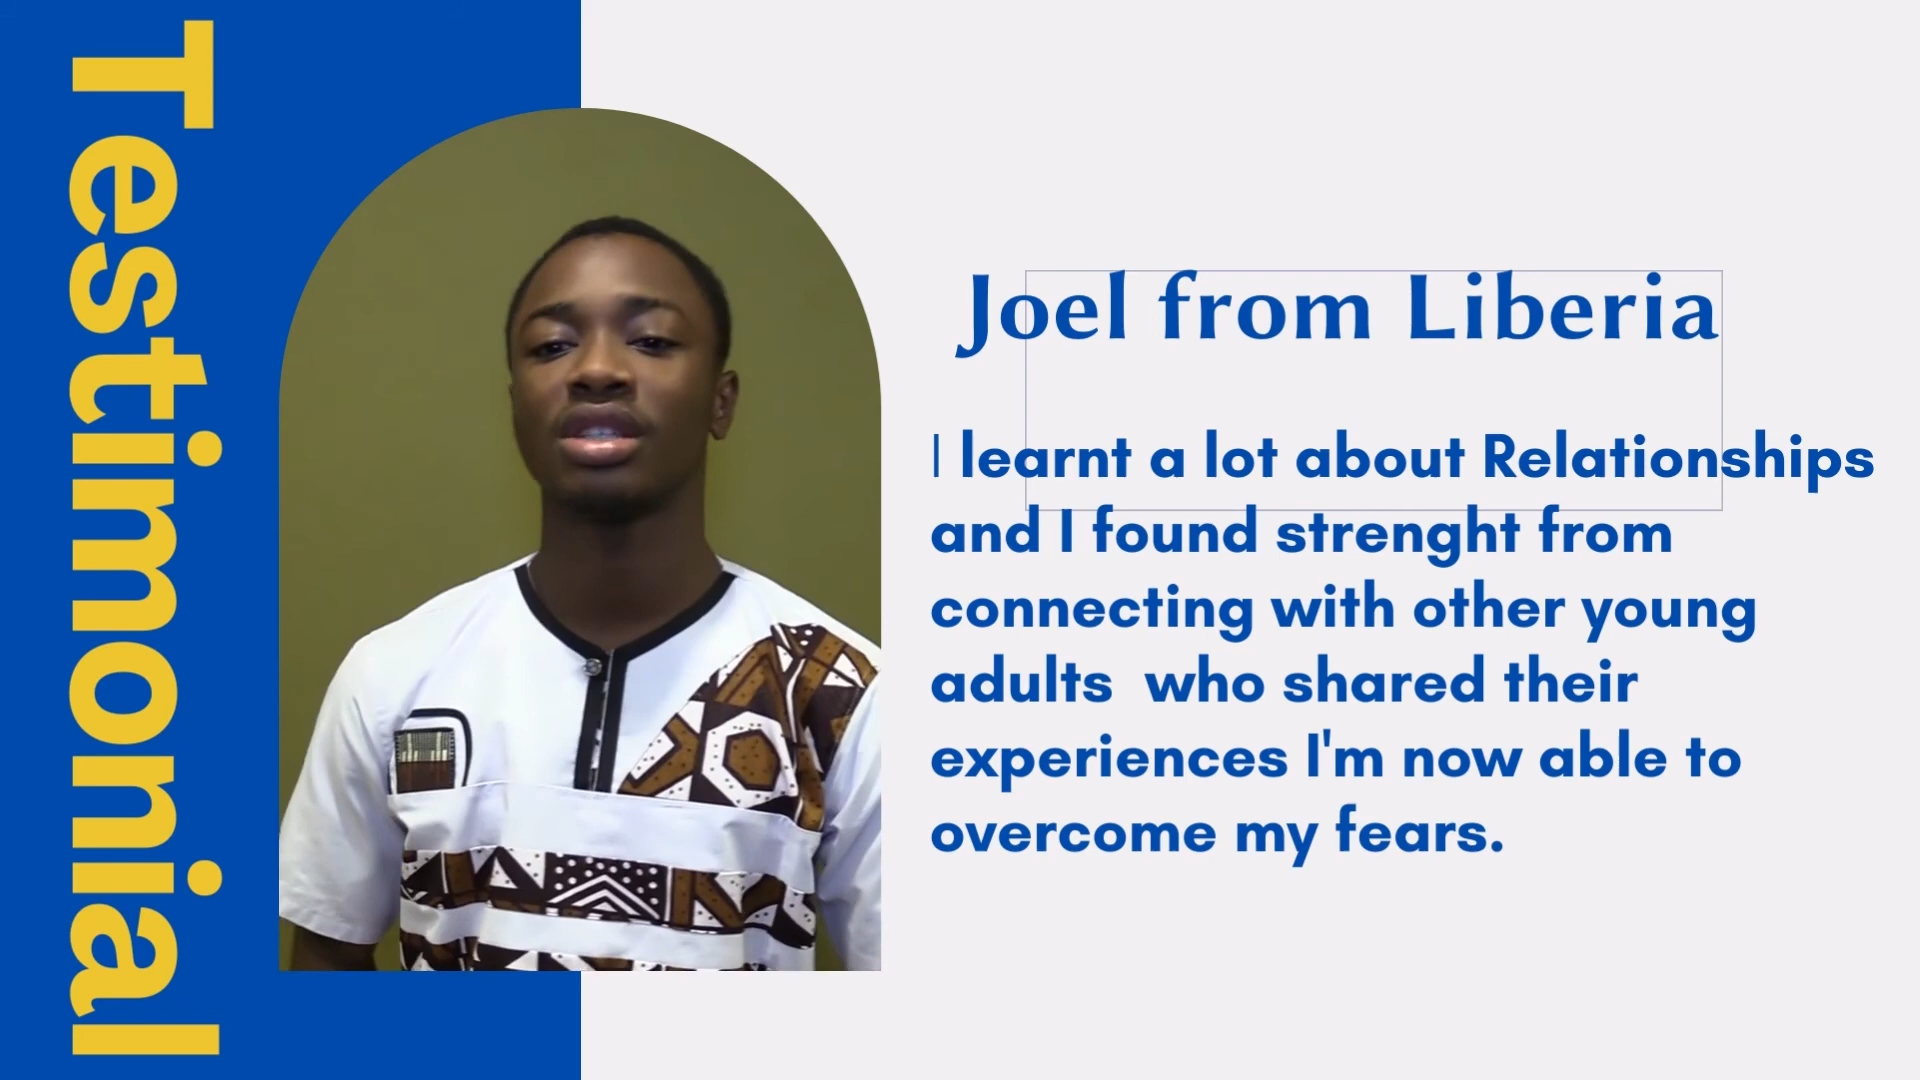 Testimonial
Joel from Liberia
I learnt a lot about Relationships
and I found strenght from
connecting with other young
adults  who shared their
experiences I'm now able to
overcome my fears.